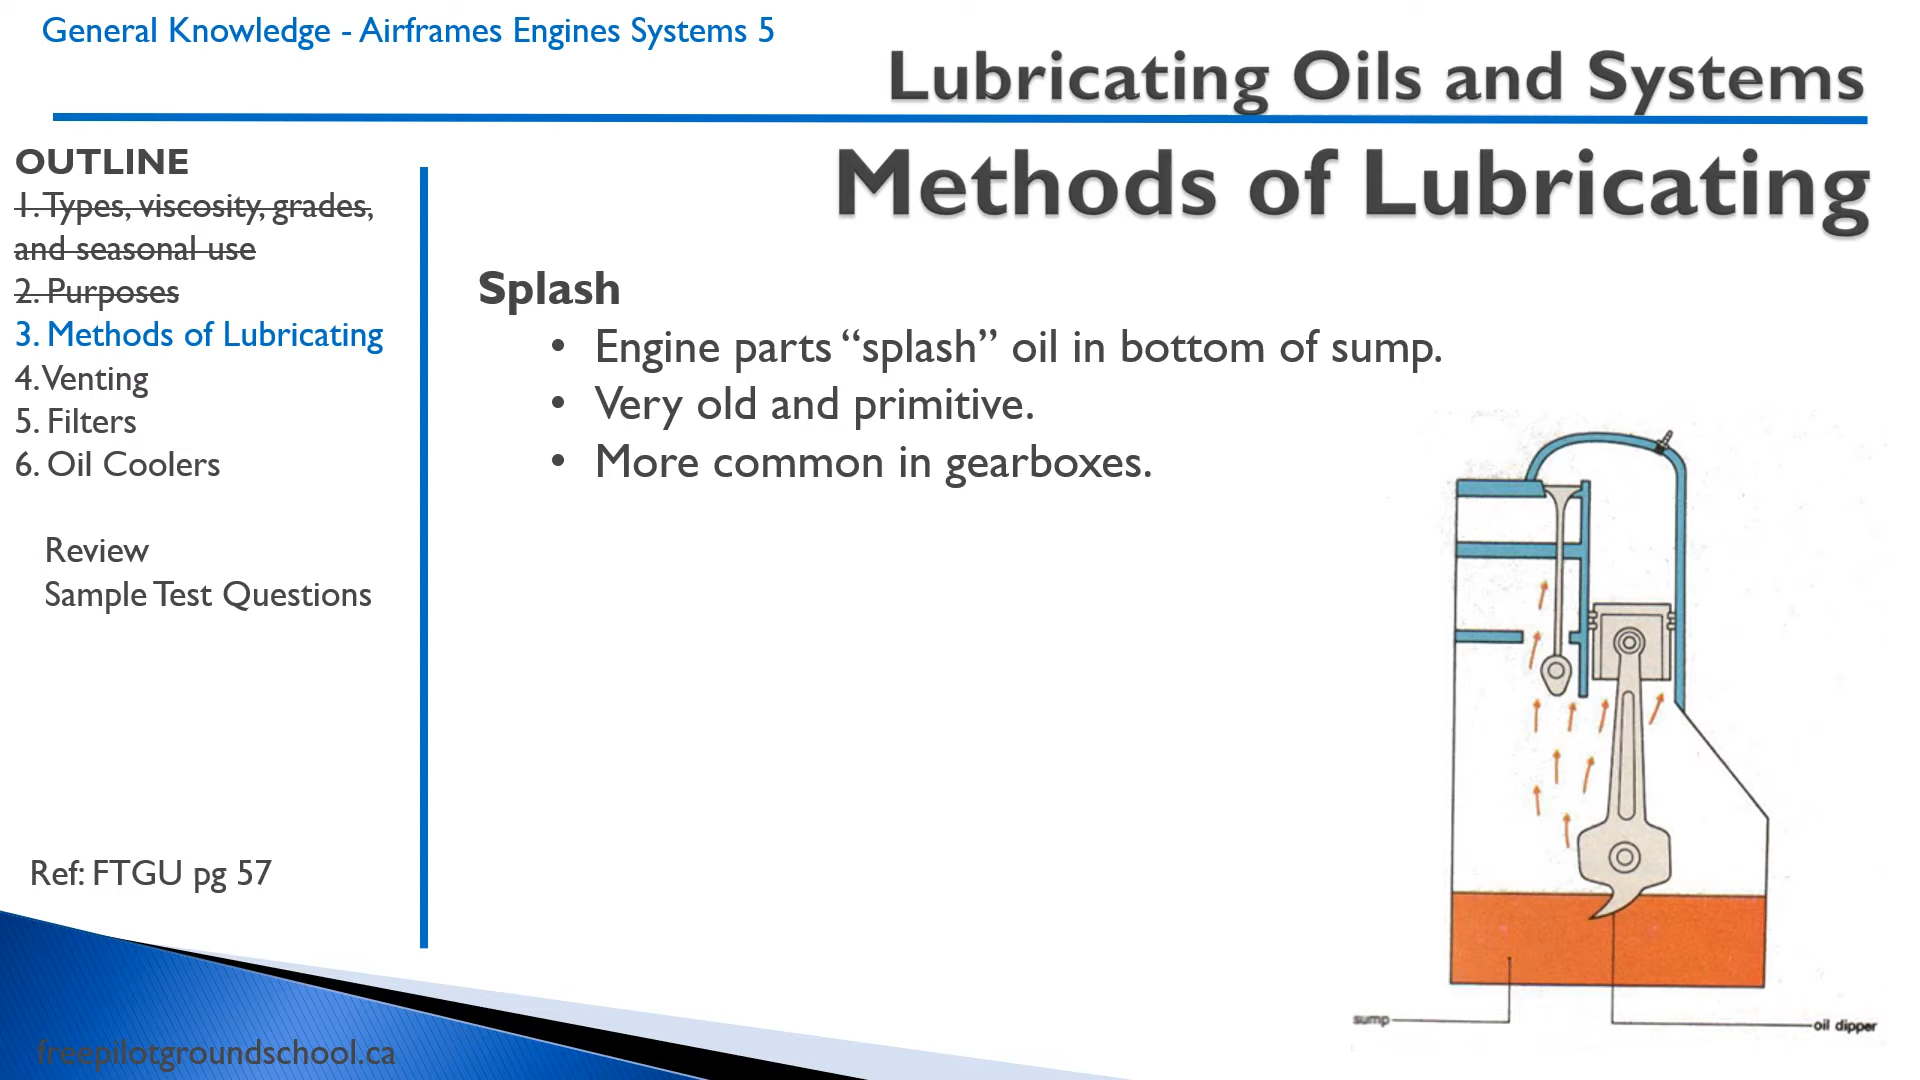 General Knowledge - Airframes Engines Systems 5
Lubricating Oils and Systems
OUTLINE
1. Types, viscosity, grades,
and seasonal use
2. Purposes
3. Methods of Lubricating
4. Venting
5. Filters
6. Oil Coolers
Review
Sample Test Questions
Ref: FTGU pg 57
freepilotgroundschool.ca
Methods of Lubricating
Splash
• Engine parts “splash” oil in bottom of sump.
• Very old and primitive.
• More common in gearboxes.
sump
oil dipper